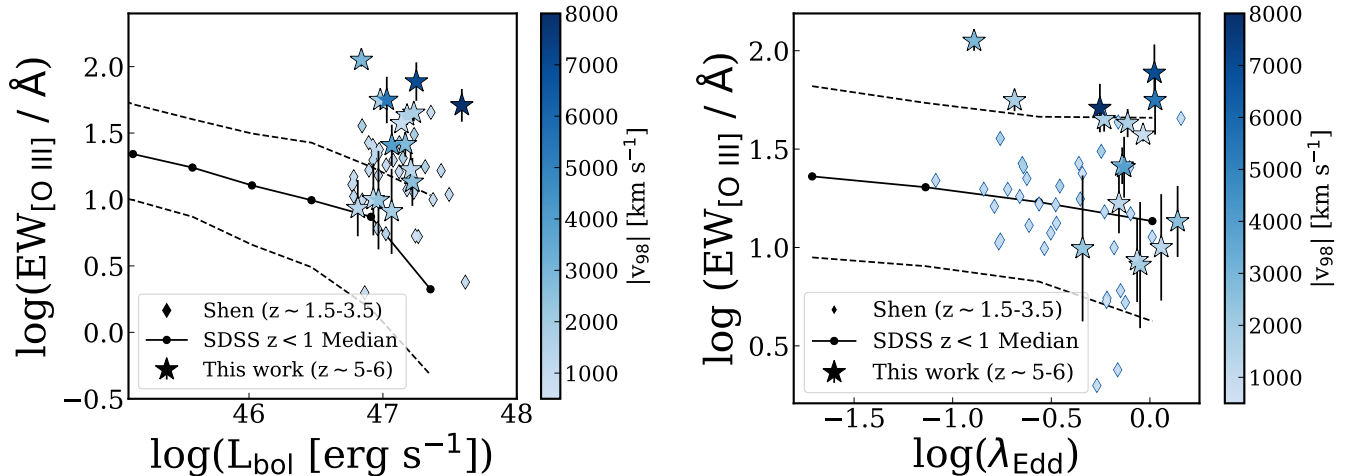 log(EW[O III] / Å)
2.0
1.5
1.0
0.5
0.0
−0.5
46
47
48
log(Lbol [erg s−1])
Shen (z ∼ 1.5-3.5)
SDSS z < 1 Median
This work (z ∼ 5-6)
8000
7000
6000
5000
4000
3000
2000
1000
|v98| [km s−1]
log (EW[O III] / Å)
2.0
1.5
1.0
0.5
−1.5
−1.0
−0.5
0.0
log(λEdd)
Shen (z ∼ 1.5-3.5)
SDSS z < 1 Median
This work (z ∼ 5-6)
8000
7000
6000
5000
4000
3000
2000
1000
|v98| [km s−1]